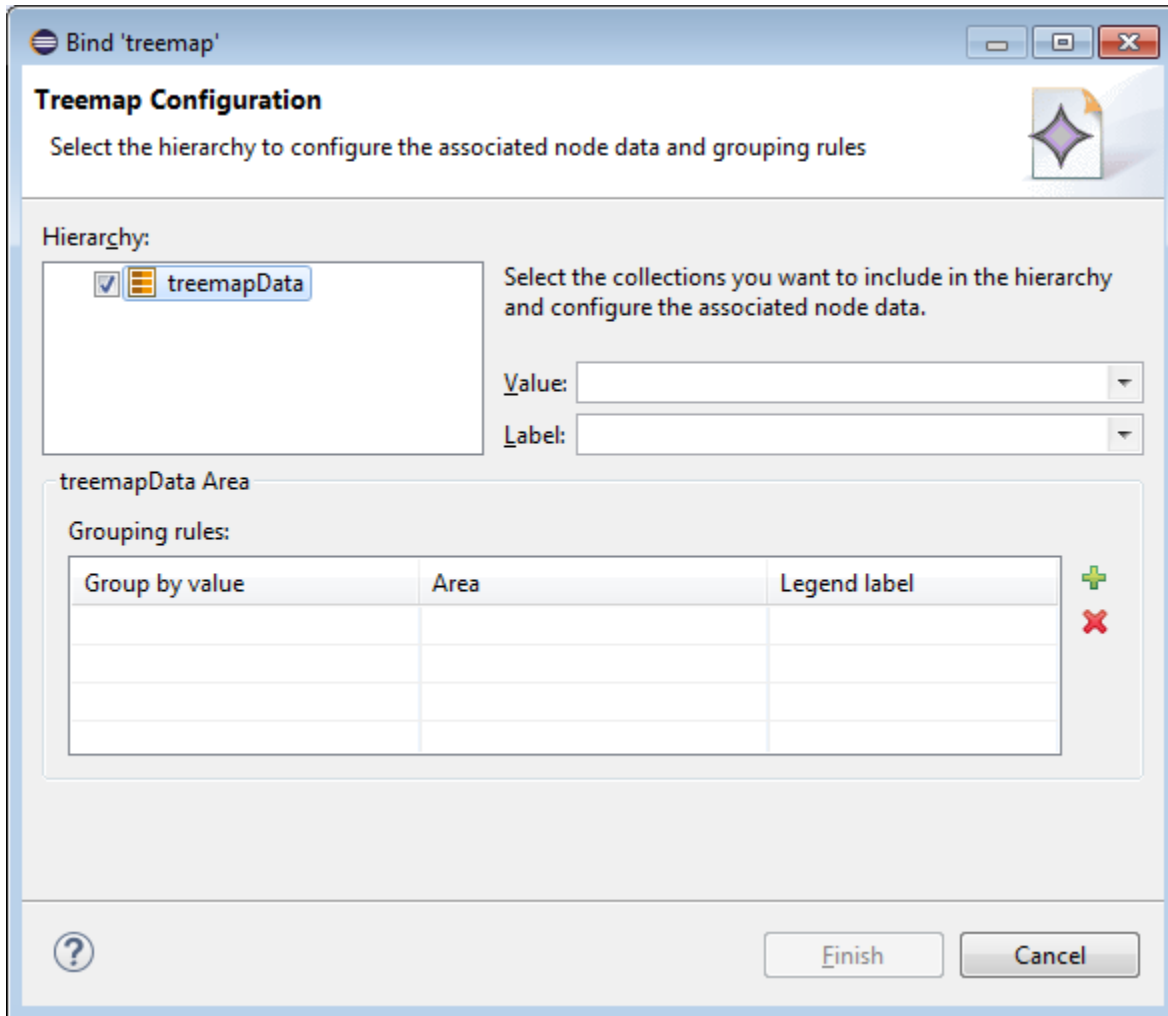 Bind 'treemap'
Treemap Configuration
Select the hierarchy to configure the associated node data and grouping rules
Hierarchy:
treemapData
Select the collections you want to include in the hierarchy
and configure the associated node data.
Value:
Label:
treemapData Area
Grouping rules:
Group by value Area Legend label
Finish Cancel